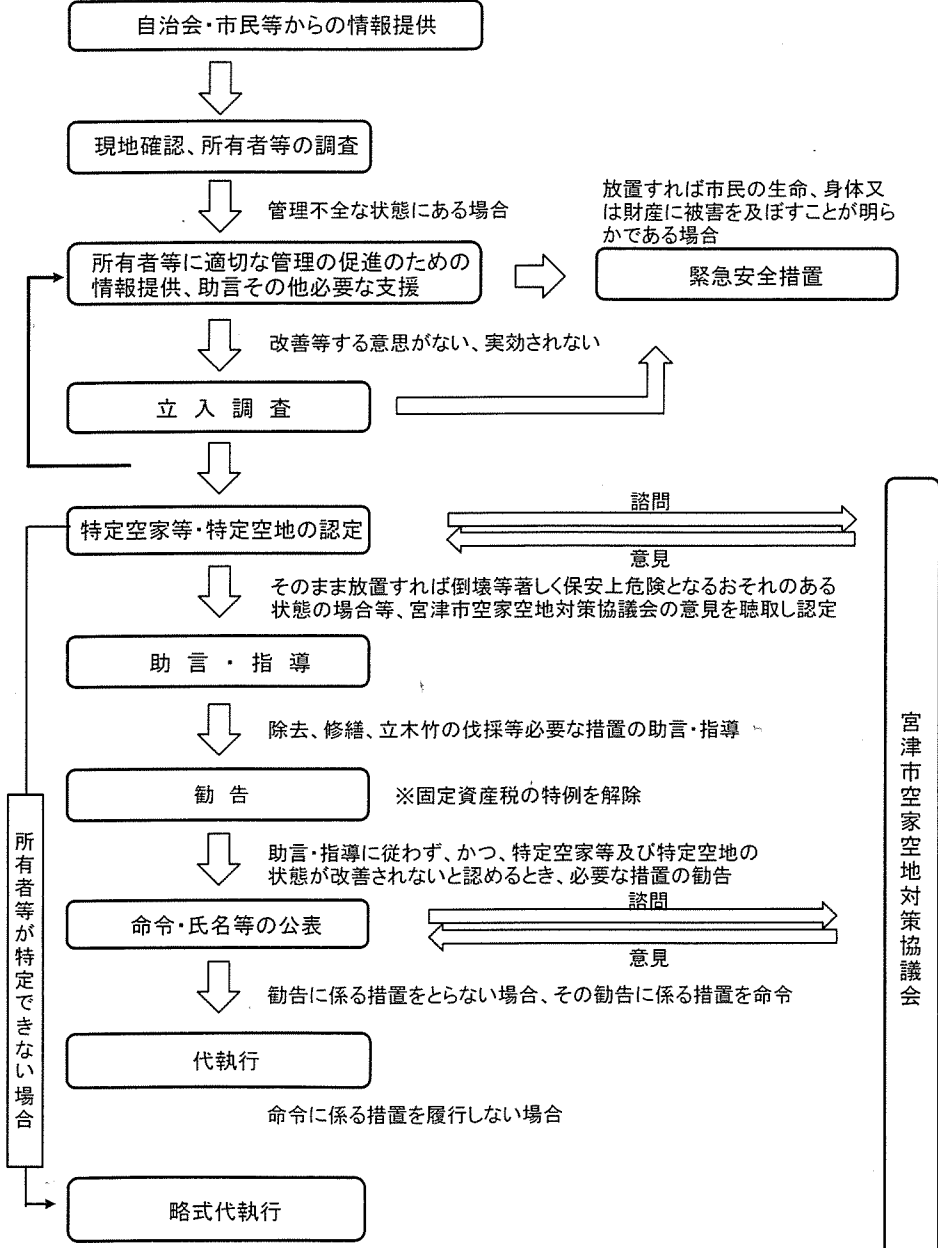 自治会・市民等からの情報提供
現地確認、所有者等の調査
管理不全な状態にある場合
放置すれば市民の生命、身体又
は財産に被害を及ぼすことが明ら
かである場合
所有者等に適切な管理の促進のための
情報提供、助言その他必要な支援
緊急安全措置
改善等する意思がない、実効されない
立 入 調 査
特定空家等・特定空地の認定
諮問
意見
そのまま放置すれば倒壊等著しく保安上危険となるおそれのある
状態の場合等、宮津市空家空地対策協議会の意見を聴取し認定
助 言 ・ 指 導
除去、修繕、立木竹の伐採等必要な措置の助言・指導
勧 告
※固定資産税の特例を解除
助言・指導に従わず、かつ、特定空家等及び特定空地の
状態が改善されないと認めるとき、必要な措置の勧告
命令・氏名等の公表
諮問
意見
勧告に係る措置をとらない場合、その勧告に係る措置を命令
代執行
命令に係る措置を履行しない場合
略式代執行
所有者等が特定できない場合
宮津市空家空地対策協議会